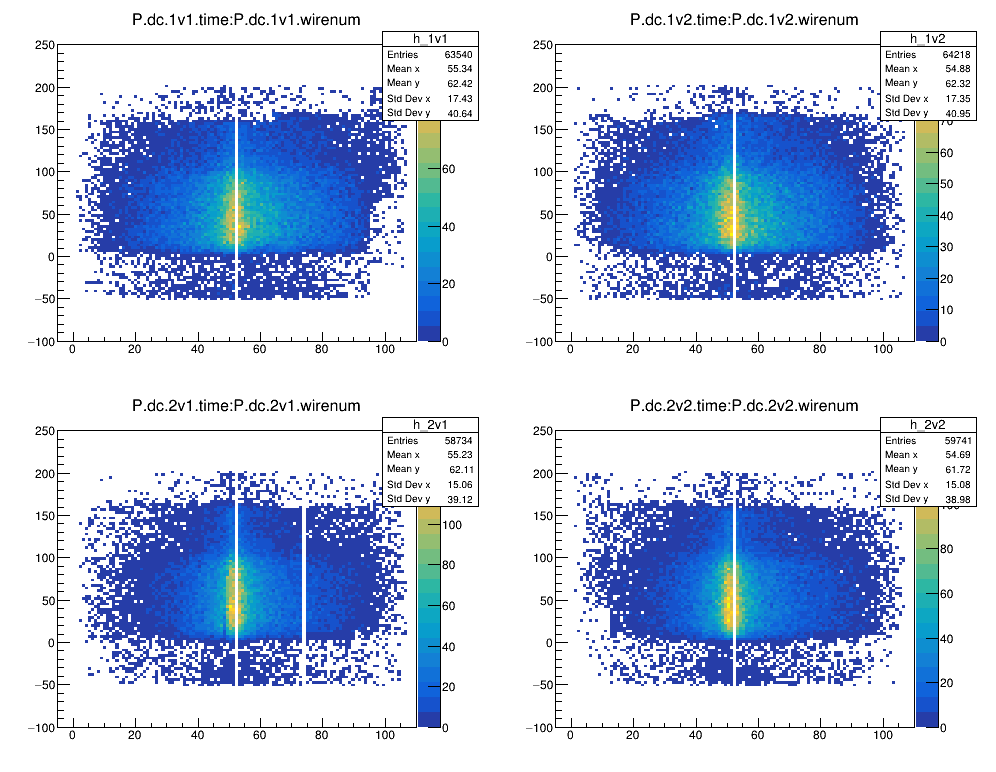 P.dc.1v1.time:P.dc.1v1.wirenum
h_1v1
Entries 63540
Mean x 55.34
Mean y 62.42
Std Dev x 17.43
Std Dev y 40.64
250
200
150
100
50
0
−50
−100
0 20 40 60 80 100
60
40
20
0
P.dc.1v2.time:P.dc.1v2.wirenum
h_1v2
Entries 64218
Mean x 54.88
Mean y 62.32
Std Dev x 17.35
Std Dev y 40.95
250
200
150
100
50
0
−50
−100
0 20 40 60 80 100
70
60
50
40
30
20
10
0
P.dc.2v1.time:P.dc.2v1.wirenum
h_2v1
Entries 58734
Mean x 55.23
Mean y 62.11
Std Dev x 15.06
Std Dev y 39.12
250
200
150
100
50
0
−50
−100
0 20 40 60 80 100
100
80
60
40
20
0
P.dc.2v2.time:P.dc.2v2.wirenum
h_2v2
Entries 59741
Mean x 54.69
Mean y 61.72
Std Dev x 15.08
Std Dev y 38.98
250
200
150
100
50
0
−50
−100
0 20 40 60 80 100
100
80
60
40
20
0